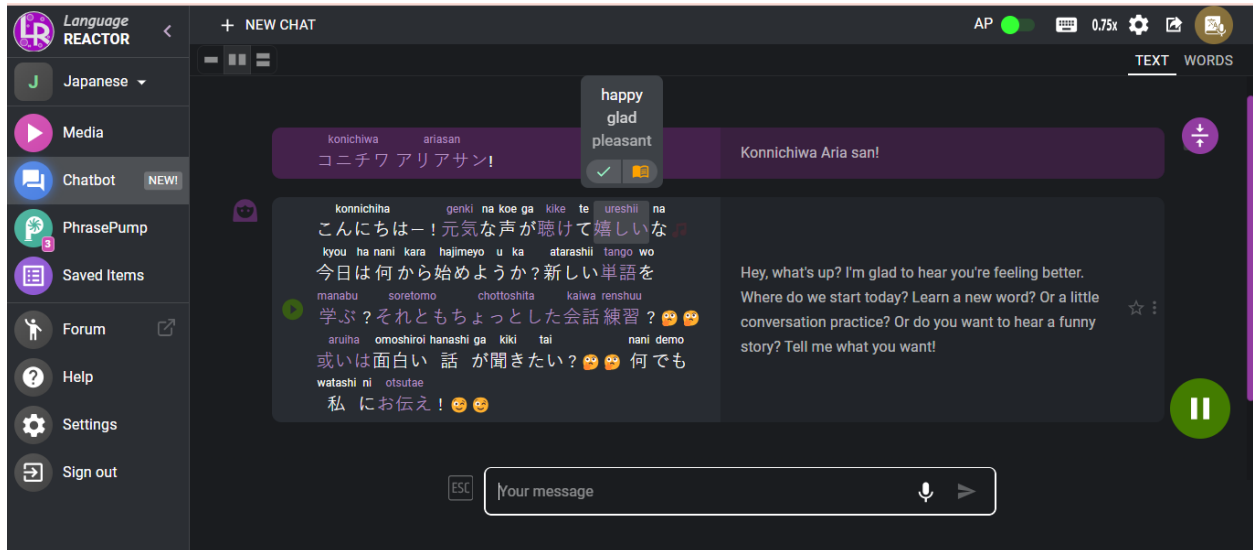 Language
REACTOR
+ NEW CHAT
AP
0.75x
TEXT WORDS
J
Japanese
Media
Chatbot NEW!
PhrasePump
3
Saved Items
Forum
Help
Settings
Sign out
happy
glad
pleasant
konichiwa ariasan
コニチワ アリアサン!
Konnichiwa Aria san!
konnichiha genki na koe ga kike te ureshii na
こんにちはー!元気な声が聴けて嬉しいな🎵
kyou ha nani kara hajimeyo u ka atarashii tango wo
今日は何から始めようか?新しい単語を
manabu soretomo chottoshita kaiwa renshuu
学ぶ?それともちょっとした会話練習?🤔🤔
aruiha omoshiroi hanashi ga kiki tai nani demo
或いは面白い 話 が聞きたい?🤔🤔 何でも
watashi ni otsutae
私 にお伝え!😊😊
Hey, what's up? I'm glad to hear you're feeling better.
Where do we start today? Learn a new word? Or a little
conversation practice? Or do you want to hear a funny
story? Tell me what you want!
ESC
Your message